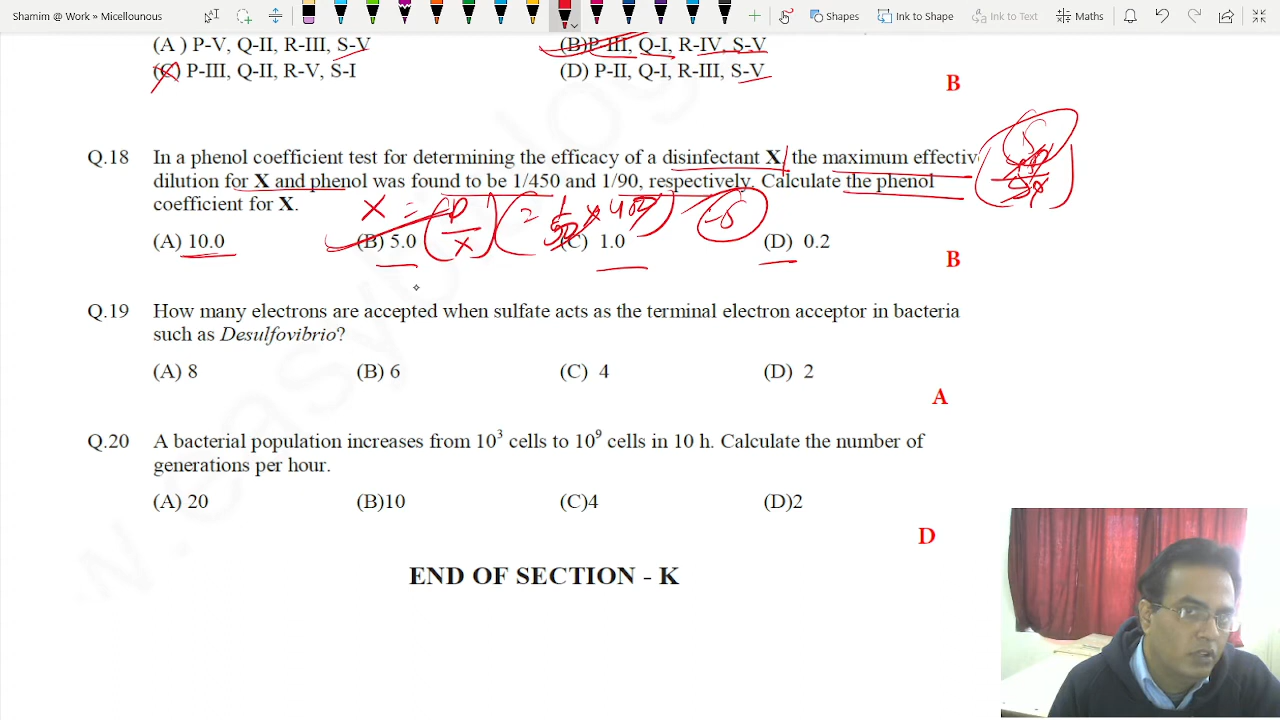 Shamim @ Work » Micellounous
Shapes
Ink to Shape
Ink to Text
Maths
(A ) P-V, Q-II, R-III, S-V
(B)P-III, Q-I, R-IV, S-V
(C) P-III, Q-II, R-V, S-I
(D) P-II, Q-I, R-III, S-V
B
Q.18 In a phenol coefficient test for determining the efficacy of a disinfectant X, the maximum effectiv
dilution for X and phenol was found to be 1/450 and 1/90, respectively. Calculate the phenol
coefficient for X.
(A) 10.0 (B) 5.0 (C) 1.0 (D) 0.2
B
Q.19 How many electrons are accepted when sulfate acts as the terminal electron acceptor in bacteria
such as Desulfovibrio?
(A) 8 (B) 6 (C) 4 (D) 2
A
Q.20 A bacterial population increases from 10³ cells to 10⁹ cells in 10 h. Calculate the number of
generations per hour.
(A) 20 (B)10 (C)4 (D)2
D
END OF SECTION - K